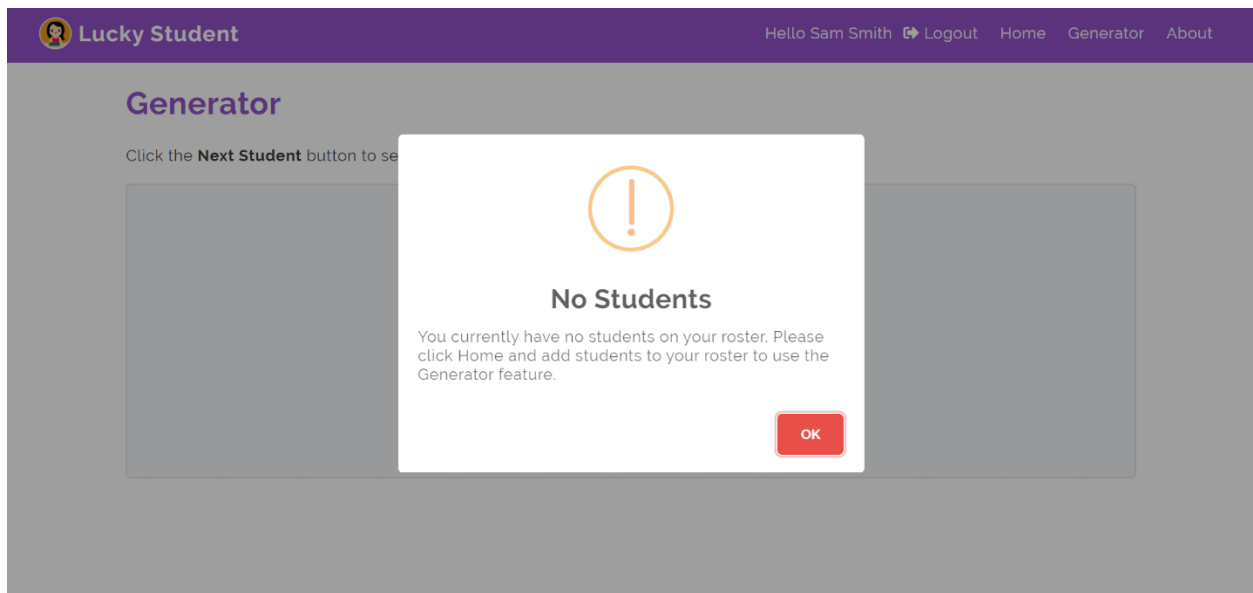 Lucky Student
Hello Sam Smith Logout Home Generator About
Generator
Click the Next Student button to se
No Students
You currently have no students on your roster. Please
click Home and add students to your roster to use the
Generator feature.
OK